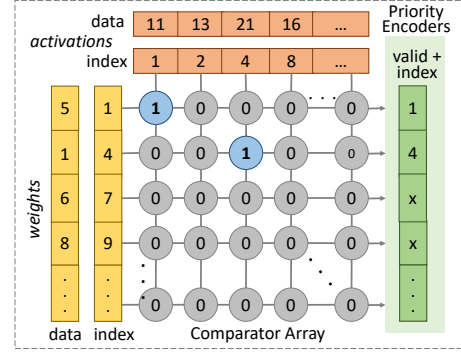 data 11 13 21 16 ...
activations
index 1 2 4 8 ...
Priority
Encoders
valid +
index
5 1 1 0 0 0 ... 0 1
1 4 0 0 1 0 0 4
6 7 0 0 0 0 0 x
8 9 0 0 0 0 0 x
. . 0 0 0 0 0 .
weights
data index Comparator Array